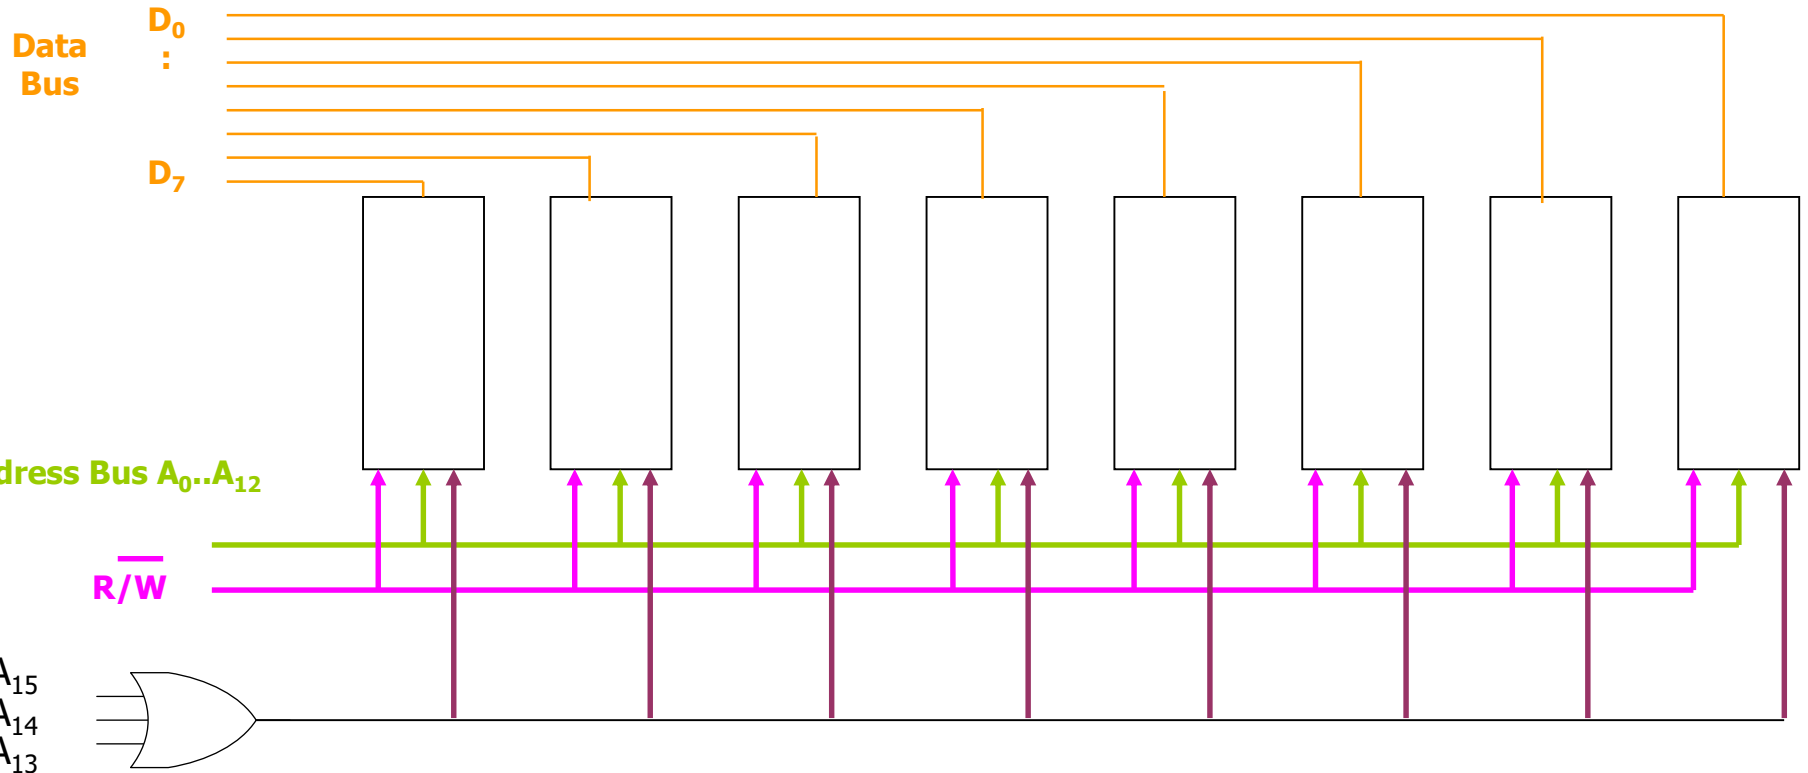 Data
Bus
D₀
:
D₇
dress Bus A₀..A₁₂
R/W
A₁₅
A₁₄
A₁₃